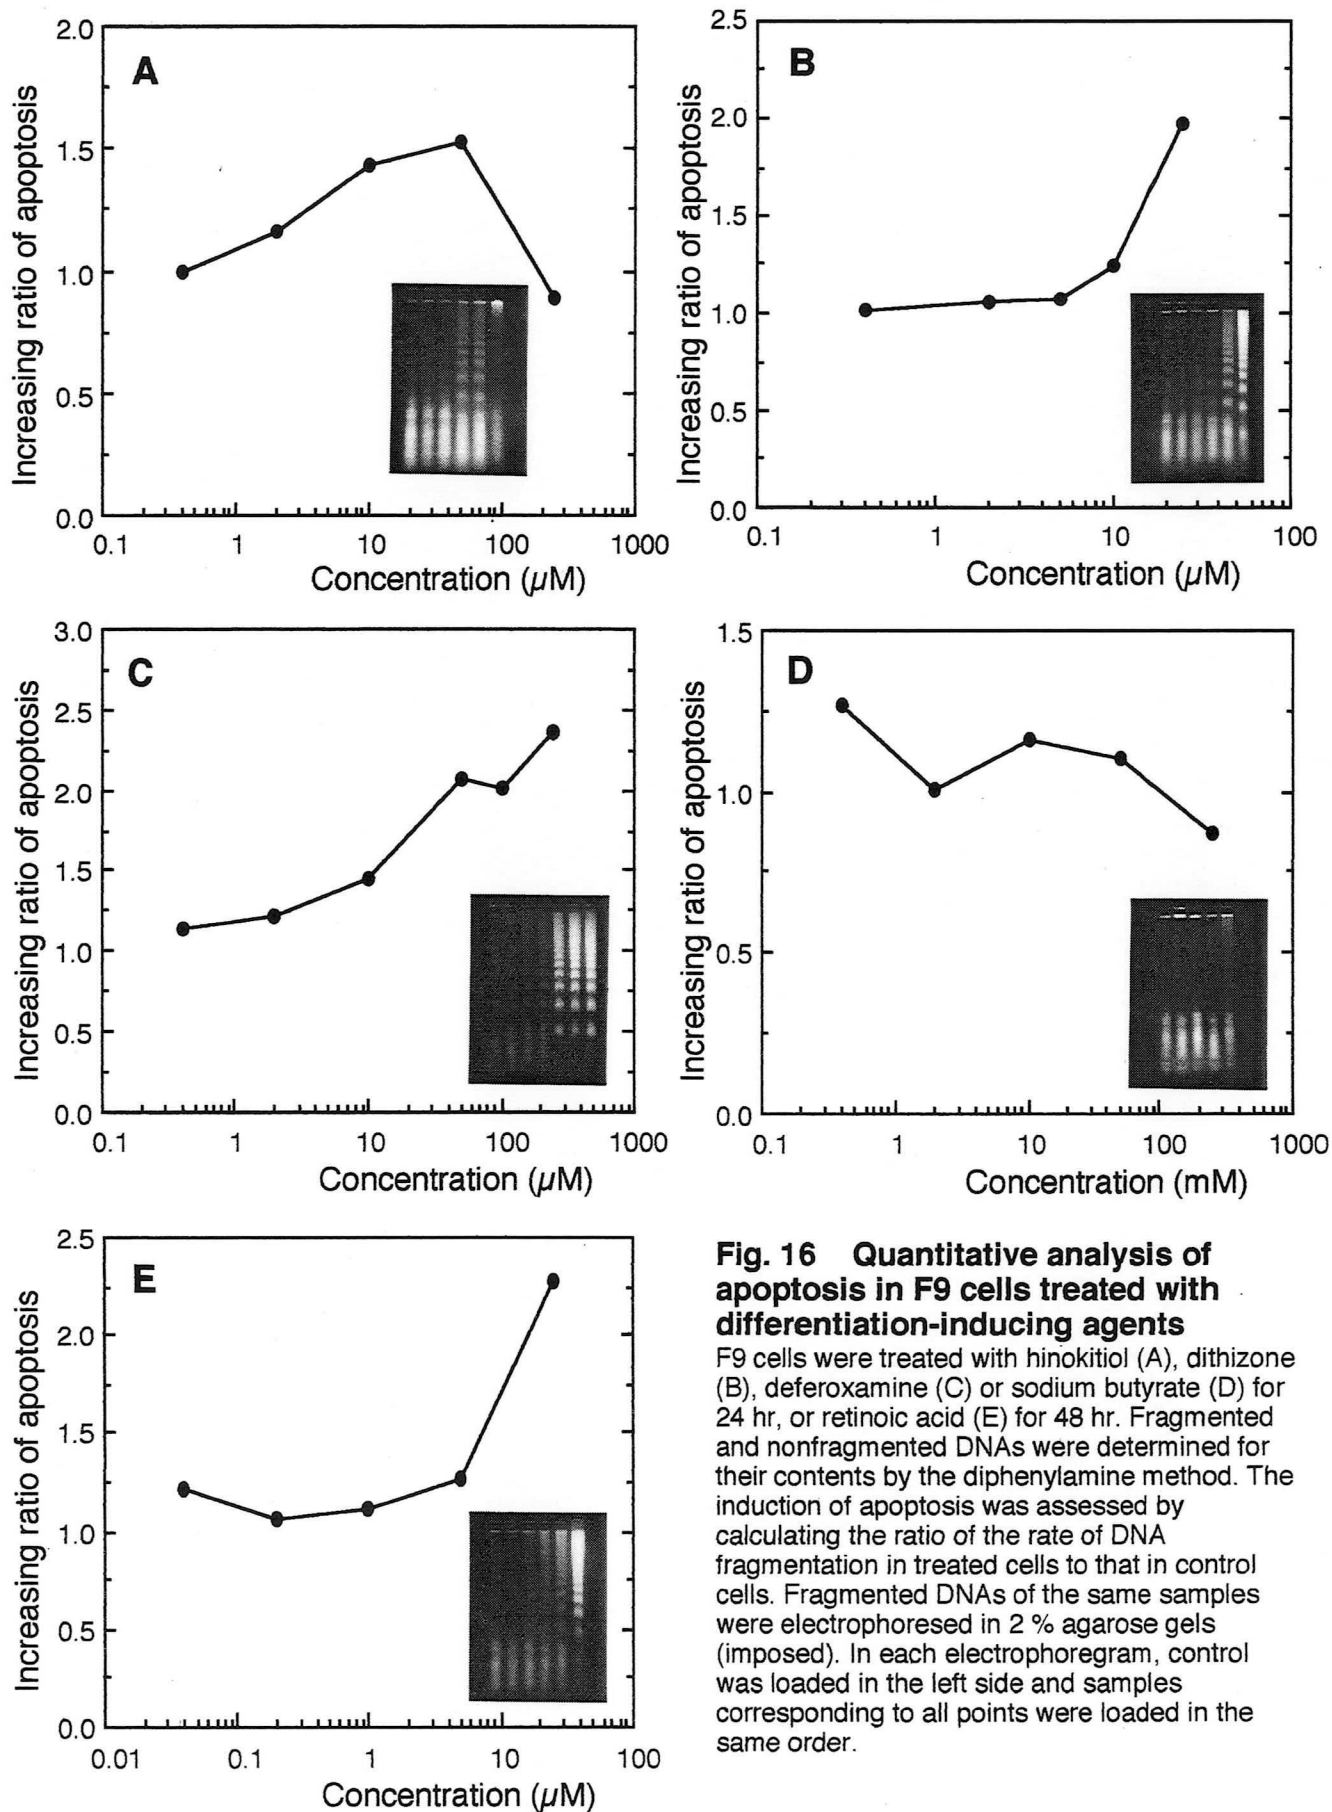 A
Increasing ratio of apoptosis
2.0
1.5
1.0
0.5
0.0
0.1 1 10 100 1000
Concentration (µM)
B
Increasing ratio of apoptosis
2.5
2.0
1.5
1.0
0.5
0.0
0.1 1 10 100
Concentration (µM)
C
Increasing ratio of apoptosis
3.0
2.5
2.0
1.5
1.0
0.5
0.0
0.1 1 10 100 1000
Concentration (µM)
D
Increasing ratio of apoptosis
1.5
1.0
0.5
0.0
0.1 1 10 100 1000
Concentration (mM)
E
Increasing ratio of apoptosis
2.5
2.0
1.5
1.0
0.5
0.0
0.01 0.1 1 10 100
Concentration (µM)
Fig. 16 Quantitative analysis of
apoptosis in F9 cells treated with
differentiation-inducing agents
F9 cells were treated with hinokitiol (A), dithizone
(B), deferoxamine (C) or sodium butyrate (D) for
24 hr, or retinoic acid (E) for 48 hr. Fragmented
and nonfragmented DNAs were determined for
their contents by the diphenylamine method. The
induction of apoptosis was assessed by
calculating the ratio of the rate of DNA
fragmentation in treated cells to that in control
cells. Fragmented DNAs of the same samples
were electrophoresed in 2 % agarose gels
(imposed). In each electrophoregram, control
was loaded in the left side and samples
corresponding to all points were loaded in the
same order.